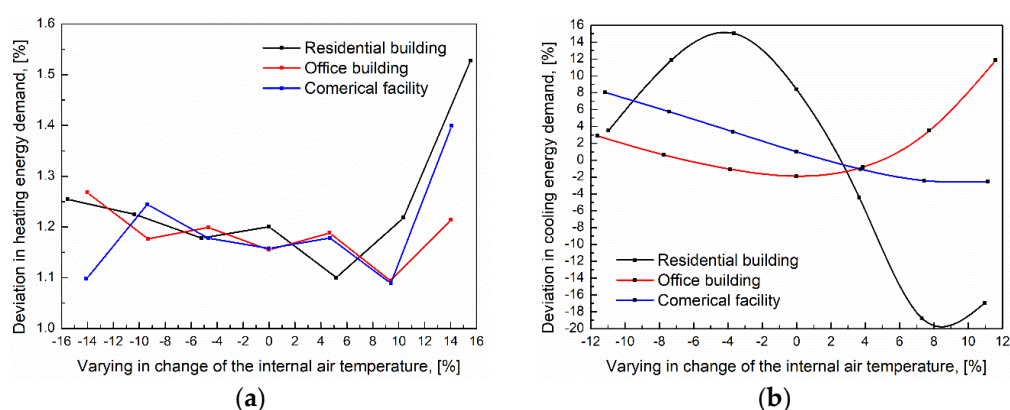 (a)
1.6
1.5
1.4
1.3
1.2
1.1
1.0
Deviation in heating energy demand, [%]
Residential building
Office building
Comerical facility
-16 -14 -12 -10 -8 -6 -4 -2 0 2 4 6 8 10 12 14 16
Varying in change of the internal air temperature, [%]
(a)
(b)
16
14
12
10
8
6
4
2
0
-2
-4
-6
-8
-10
-12
-14
-16
-18
-20
Deviation in cooling energy demand, [%]
Residential building
Office building
Comerical facility
-12 -10 -8 -6 -4 -2 0 2 4 6 8 10 12
Varying in change of the internal air temperature, [%]
(b)